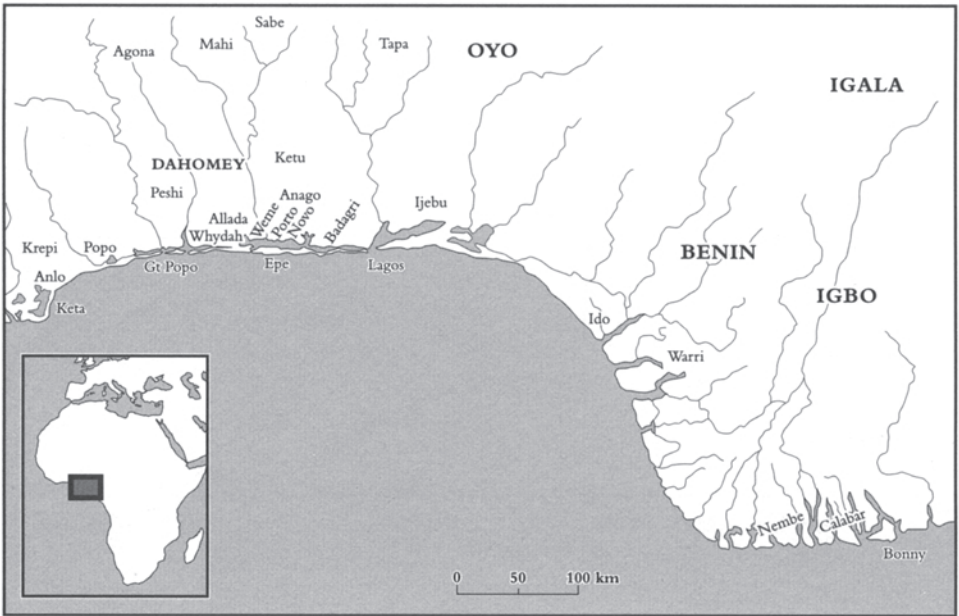 Sabe
Agona
Mahi
Tapa
OYO
IGALA
DAHOMEY
Ketu
Peshi
Anago
Allada
Weme
Porto
Novo
Badagri
Ijebu
Whydah
Krepi
Popo
Gt Popo
Epe
Lagos
Anlo
Keta
BENIN
IGBO
Ido
Warri
Nembe
Calabar
Bonny
0 50 100 km